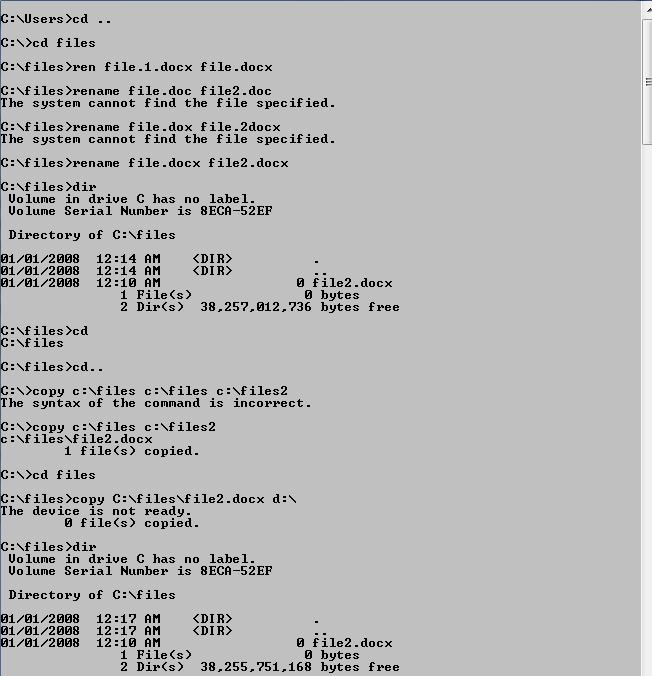 C:\Users>cd ..
C:\>cd files
C:\files>ren file.1.docx file.docx
C:\files>rename file.doc file2.doc
The system cannot find the file specified.
C:\files>rename file.dox file.2docx
The system cannot find the file specified.
C:\files>rename file.docx file2.docx
C:\files>dir
 Volume in drive C has no label.
 Volume Serial Number is 8ECA-52EF
 Directory of C:\files
01/01/2008  12:14 AM    <DIR>          .
01/01/2008  12:14 AM    <DIR>          ..
01/01/2008  12:10 AM                 0 file2.docx
               1 File(s)              0 bytes
               2 Dir(s)  38,257,012,736 bytes free
C:\files>cd
C:\files
C:\files>cd..
C:\>copy c:\files c:\files c:\files2
The syntax of the command is incorrect.
C:\>copy c:\files c:\files2
c:\files\file2.docx
        1 file(s) copied.
C:\>cd files
C:\files>copy C:\files\file2.docx d:\
The device is not ready.
        0 file(s) copied.
C:\files>dir
 Volume in drive C has no label.
 Volume Serial Number is 8ECA-52EF
 Directory of C:\files
01/01/2008  12:17 AM    <DIR>          .
01/01/2008  12:17 AM    <DIR>          ..
01/01/2008  12:10 AM                 0 file2.docx
               1 File(s)              0 bytes
               2 Dir(s)  38,255,751,168 bytes free